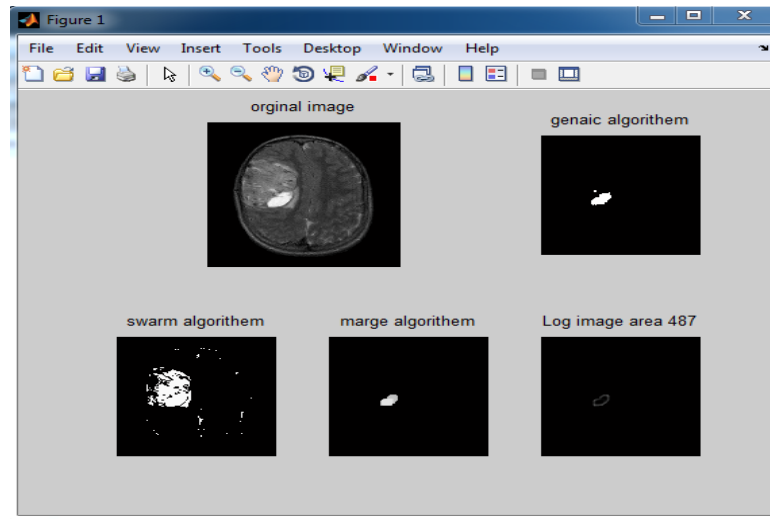 Figure 1
File Edit View Insert Tools Desktop Window Help
orginal image
genaic algorithem
swarm algorithem
marge algorithem
Log image area 487